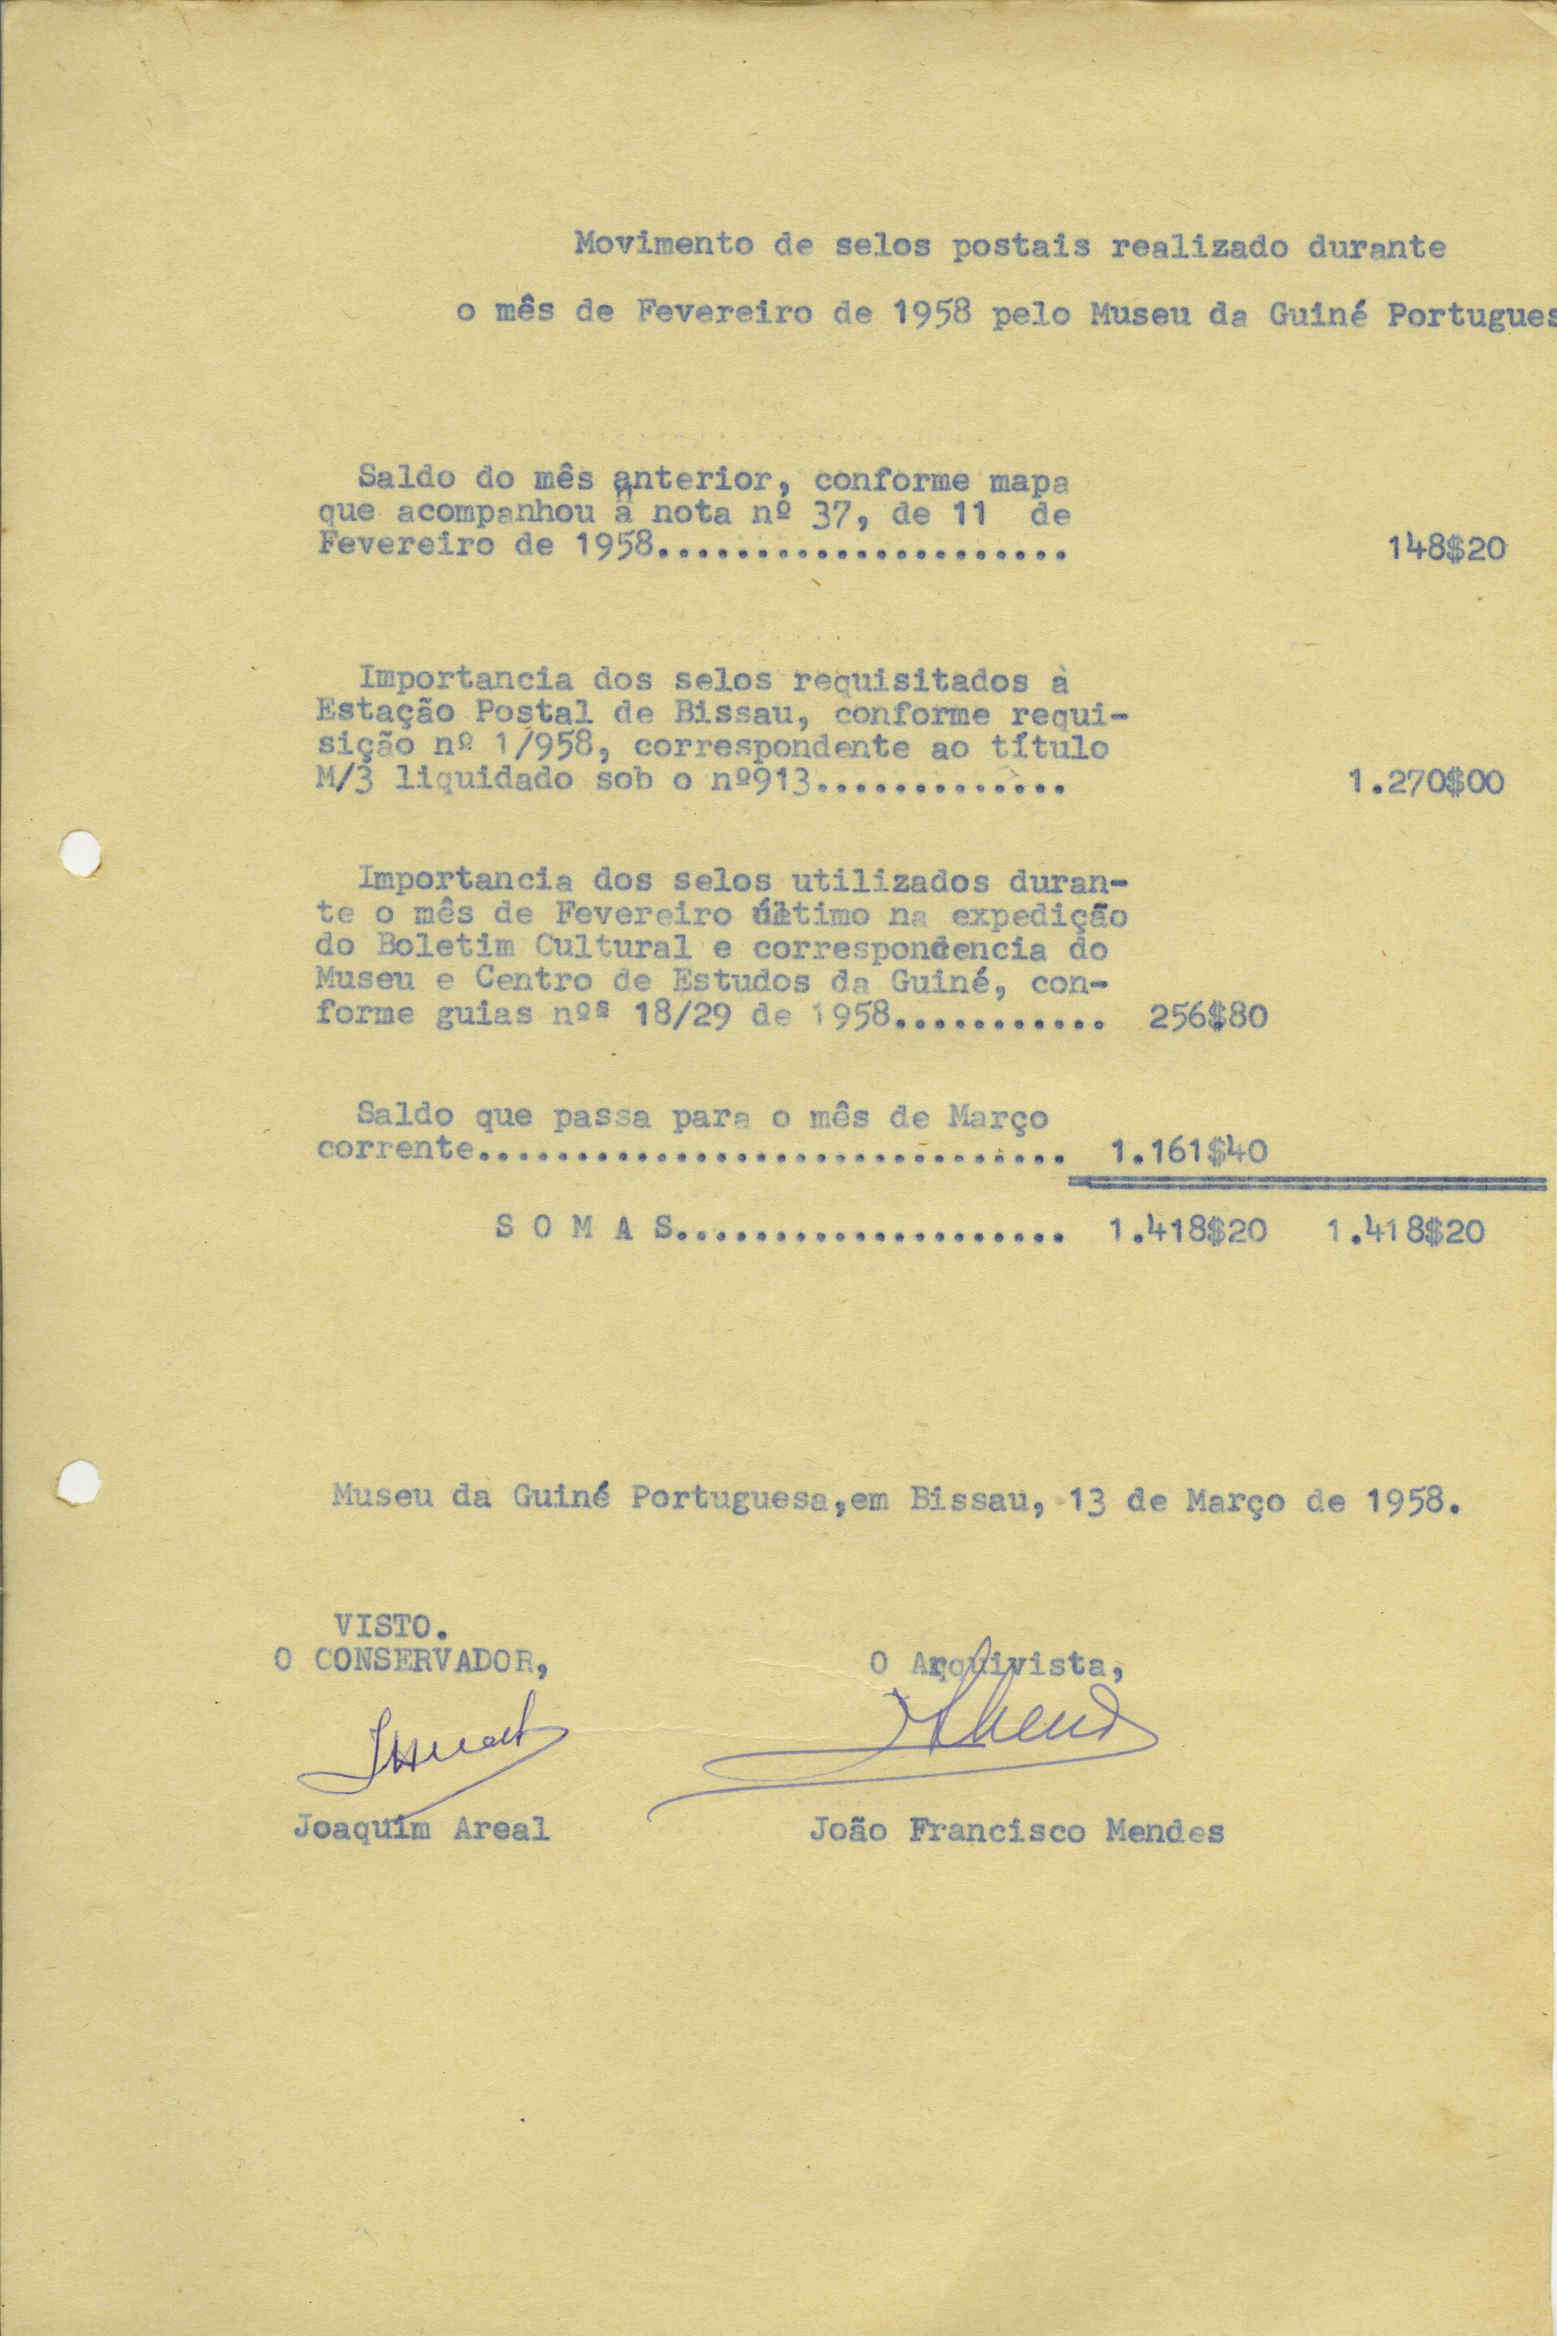 Movimento de selos postais realizado durante
o mês de Fevereiro de 1958 pelo Museu da Guiné Portugues
Saldo do mês anterior, conforme mapa
que acompanhou a nota nº 37, de 11 de
Fevereiro de 1958..................... 148$20
Importancia dos selos requisitados à
Estação Postal de Bissau, conforme requi-
sição nº 1/958, correspondente ao título
M/3 liquidado sob o nº913............. 1.270$00
Importancia dos selos utilizados duran-
te o mês de Fevereiro último na expedição
do Boletim Cultural e correspondencia do
Museu e Centro de Estudos da Guiné, con-
forme guias nºs 18/29 de 1958........... 256$80
Saldo que passa para o mês de Março
corrente.............................. 1.161$40
S O M A S.................... 1.418$20 1.418$20
Museu da Guiné Portuguesa,em Bissau, 13 de Março de 1958.
VISTO.
O CONSERVADOR, O Arquivista,
Joaquim Areal João Francisco Mendes